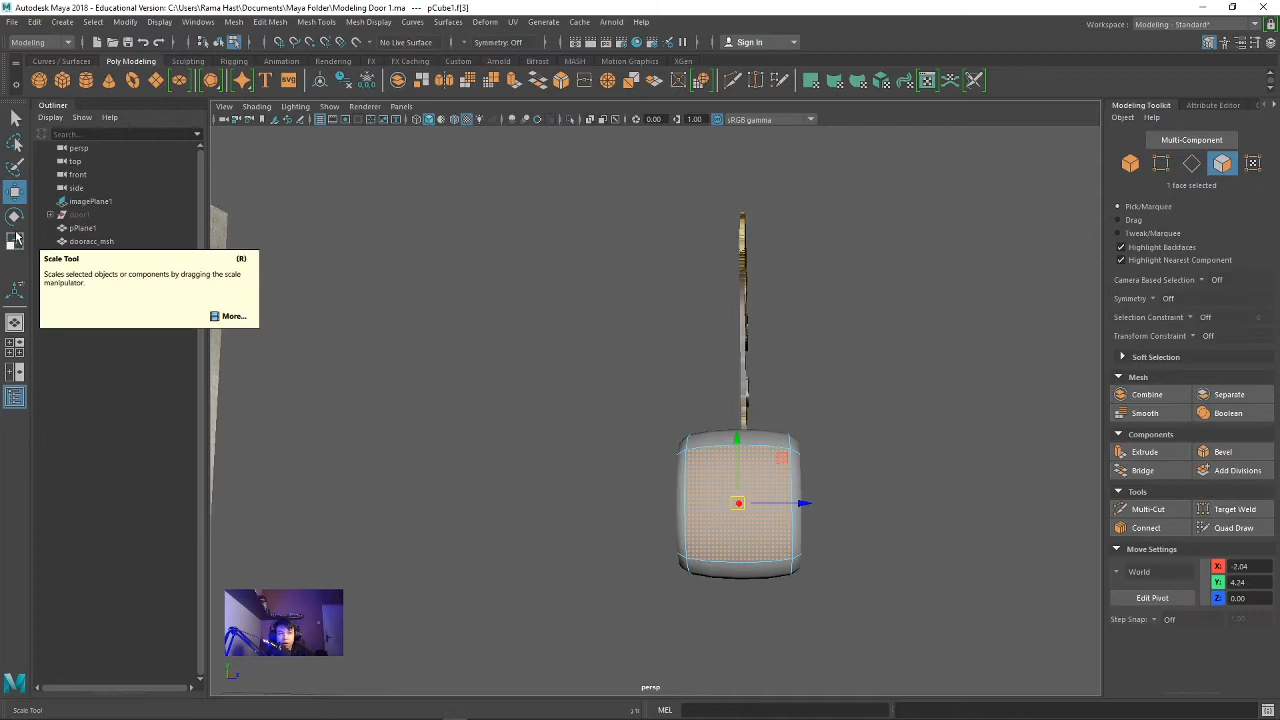 Autodesk Maya 2018 - Educational Version: C:\Users\Rama Hast\Documents\Maya Folder\Modeling Door 1.ma --- pCube1.f[3]
File Edit Create Select Modify Display Windows Mesh Edit Mesh Mesh Tools Mesh Display Curves Surfaces Deform UV Generate Cache Arnold Help
Workspace : Modeling - Standard*
Modeling No Live Surface Symmetry: Off Sign In
Curves / Surfaces Poly Modeling Sculpting Rigging Animation Rendering FX FX Caching Custom Arnold Bifrost MASH Motion Graphics XGen
Outliner
Display Show Help
Search...
persp
top
front
side
imagePlane1
door1
pPlane1
dooracc_msh
Scale Tool (R)
Scales selected objects or components by dragging the scale
manipulator.
More...
View Shading Lighting Show Renderer Panels
0.00 1.00 sRGB gamma
persp
Modeling Toolkit Attribute Editor
Object Help
Multi-Component
1 face selected
Pick/Marquee
Drag
Tweak/Marquee
Highlight Backfaces
Highlight Nearest Component
Camera Based Selection Off
Symmetry Off
Selection Constraint Off 0
Transform Constraint Off
Soft Selection
Mesh
Combine Separate
Smooth Boolean
Components
Extrude Bevel
Bridge Add Divisions
Tools
Multi-Cut Target Weld
Connect Quad Draw
Move Settings
World X: -2.04
Y: 4.24
Edit Pivot Z: 0.00
Step Snap: Off 1.00
Scale Tool MEL